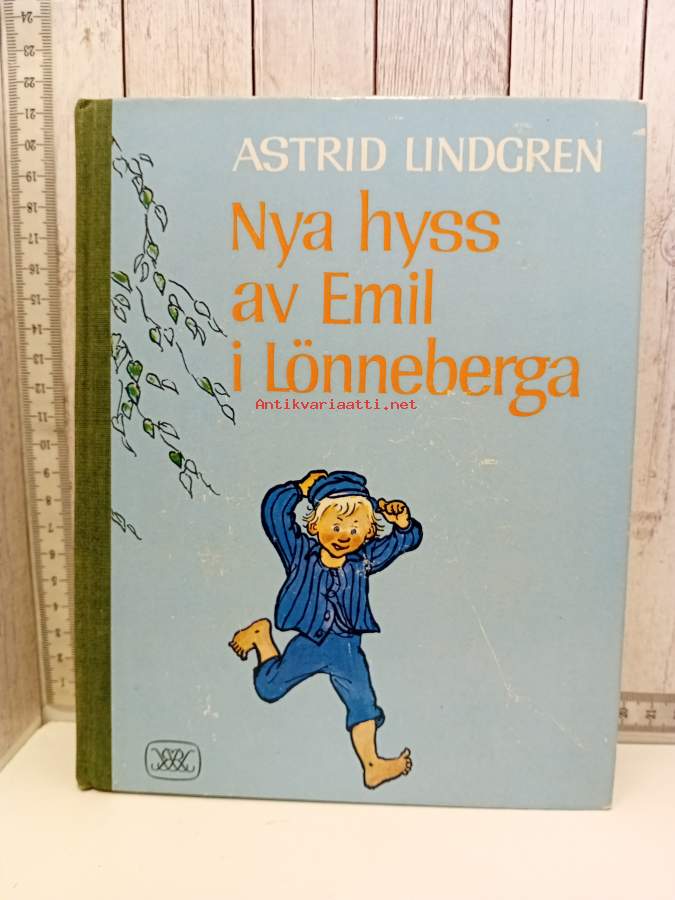 ASTRID LINDGREN
Nya hyss
av Emil
i Lönneberga
Antikvariaatti.net